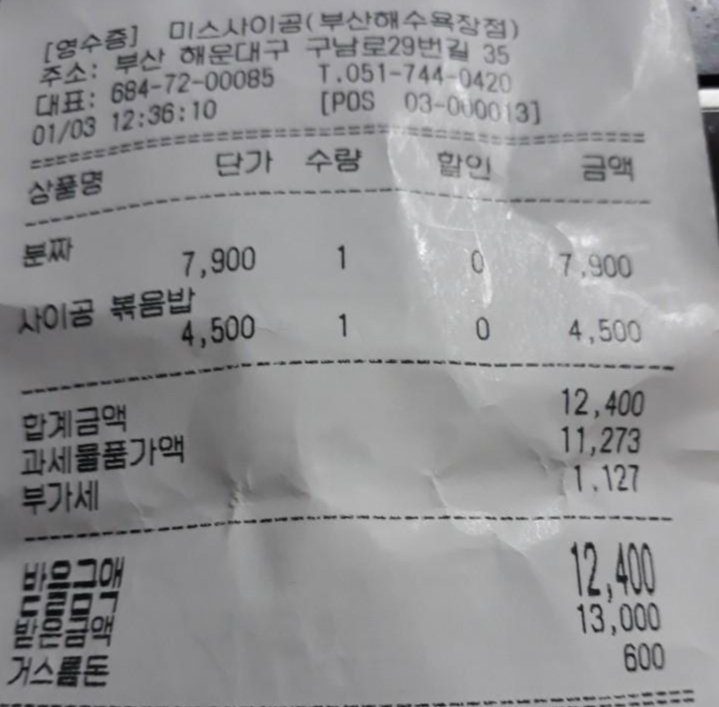 [영수증] 미스사이공(부산해수욕장점)
주소: 부산 해운대구 구남로29번길 35
대표: 684-72-00085 T.051-744-0420
01/03 12:36:10 [POS 03-000013]
상품명 단가 수량 할인 금액
분짜
7,900 1 0 7,900
사이공 볶음밥
4,500 1 0 4,500
합계금액 12,400
과세물품가액 11,273
부가세 1,127
받을금액 12,400
받은금액 13,000
거스름돈 600